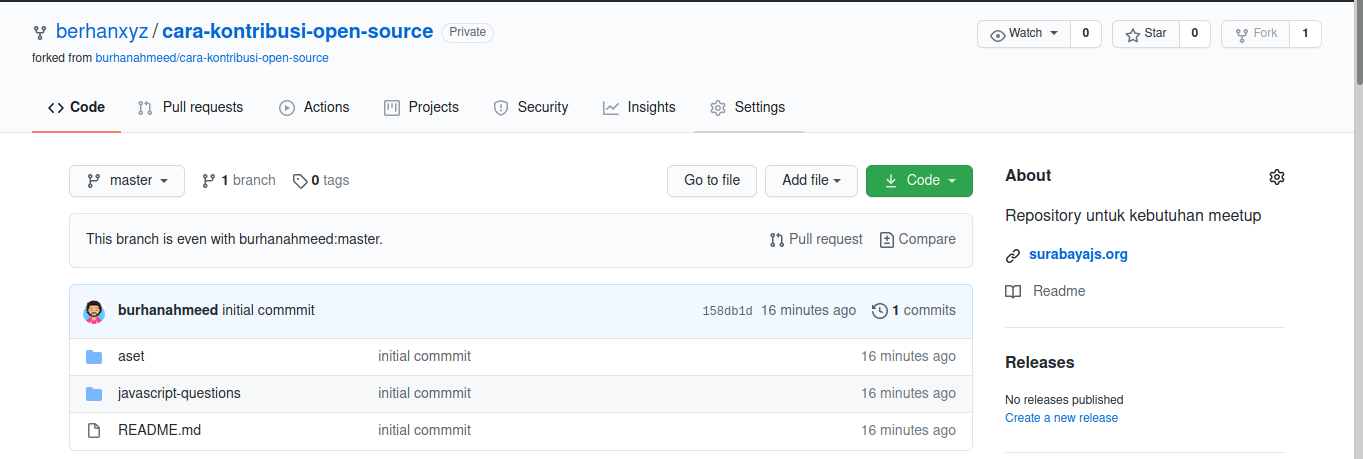 berhanxyz / cara-kontribusi-open-source Private Watch 0 Star 0 Fork 1
forked from burhanahmeed/cara-kontribusi-open-source
Code Pull requests Actions Projects Security Insights Settings
master 1 branch 0 tags Go to file Add file Code
This branch is even with burhanahmeed:master. Pull request Compare
burhanahmeed initial commmit 158db1d 16 minutes ago 1 commits
aset initial commmit 16 minutes ago
javascript-questions initial commmit 16 minutes ago
README.md initial commmit 16 minutes ago
About
Repository untuk kebutuhan meetup
surabayajs.org
Readme
Releases
No releases published
Create a new release